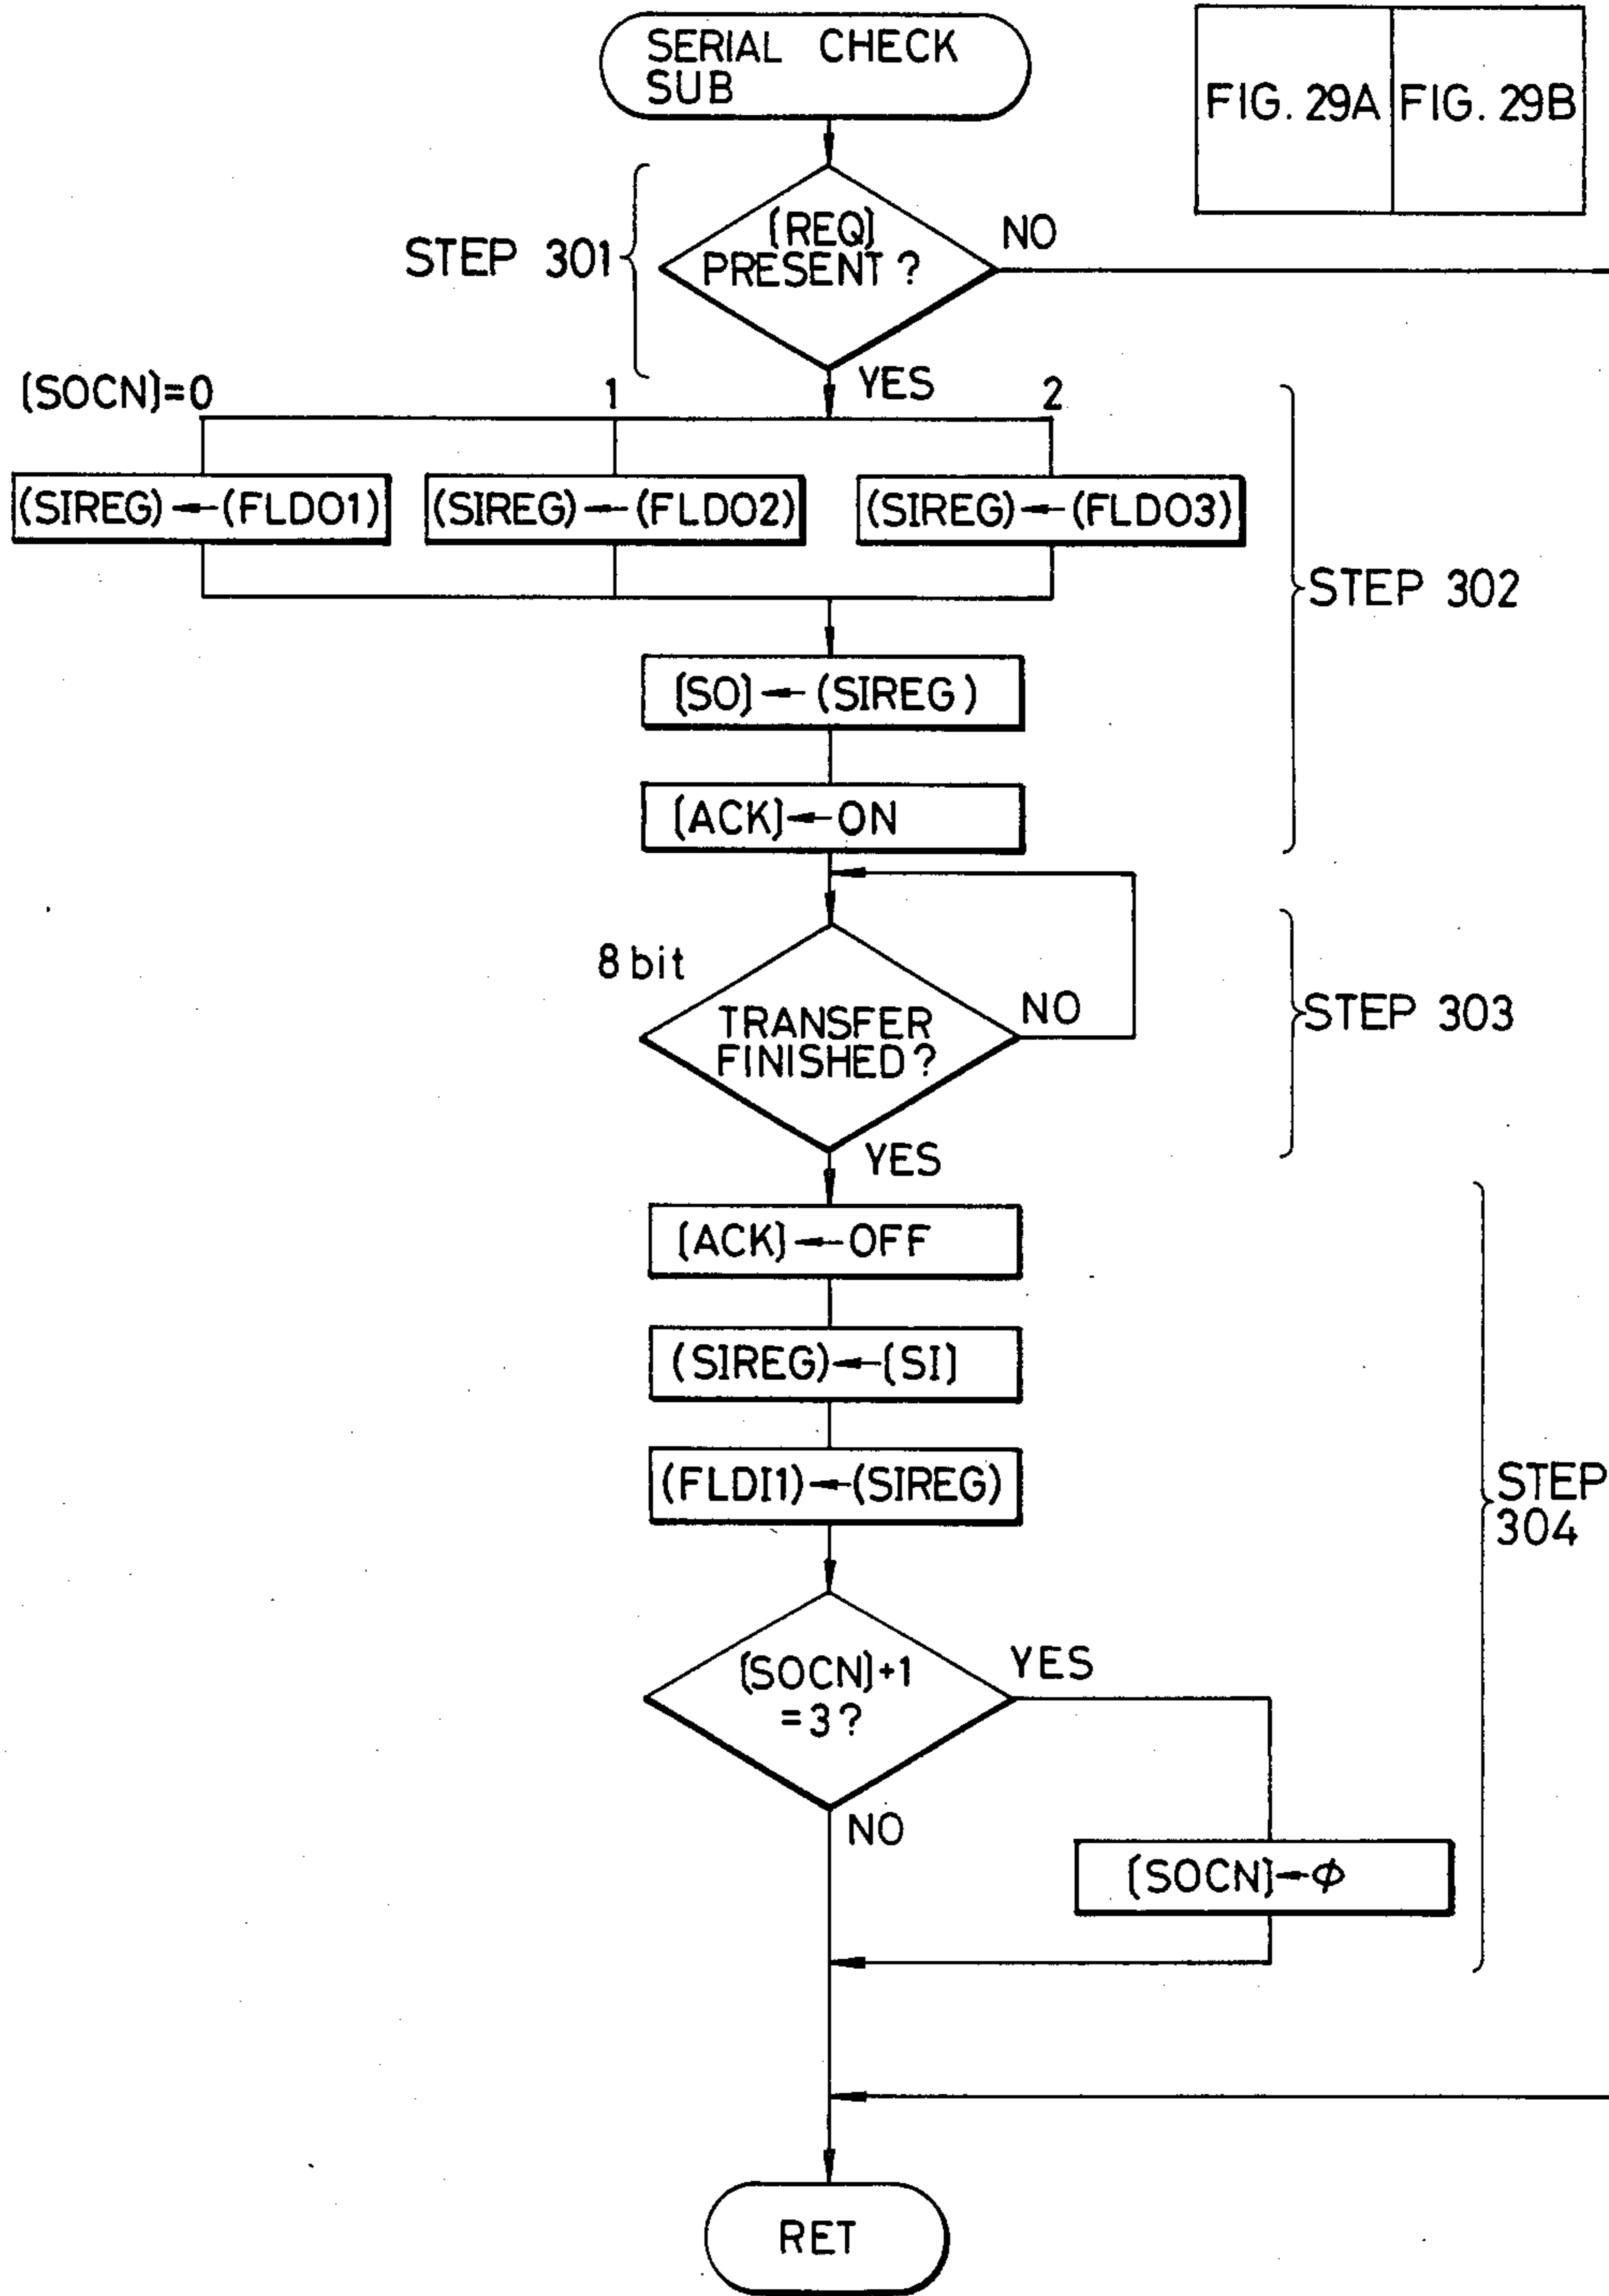 SERIAL CHECK
SUB
FIG. 29A FIG. 29B
STEP 301
[REQ]
PRESENT ?
NO
YES
[SOCN]=0
1
2
(SIREG)←(FLDO1)
(SIREG)←(FLDO2)
(SIREG)←(FLDO3)
STEP 302
[SO]←(SIREG)
[ACK]←ON
8 bit
TRANSFER
FINISHED ?
NO
STEP 303
YES
[ACK]←OFF
(SIREG)←[SI]
(FLDI1)←(SIREG)
STEP
304
[SOCN]+1
=3 ?
YES
NO
[SOCN]←ϕ
RET